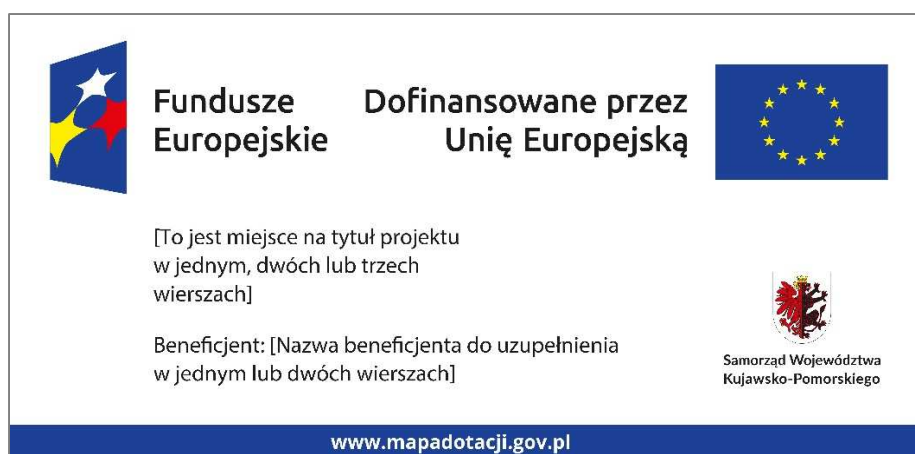 Fundusze
Europejskie
Dofinansowane przez
Unię Europejską
[To jest miejsce na tytuł projektu
w jednym, dwóch lub trzech
wierszach]
Beneficjent: [Nazwa beneficjenta do uzupełnienia
w jednym lub dwóch wierszach]
Samorząd Województwa
Kujawsko-Pomorskiego
www.mapadotacji.gov.pl